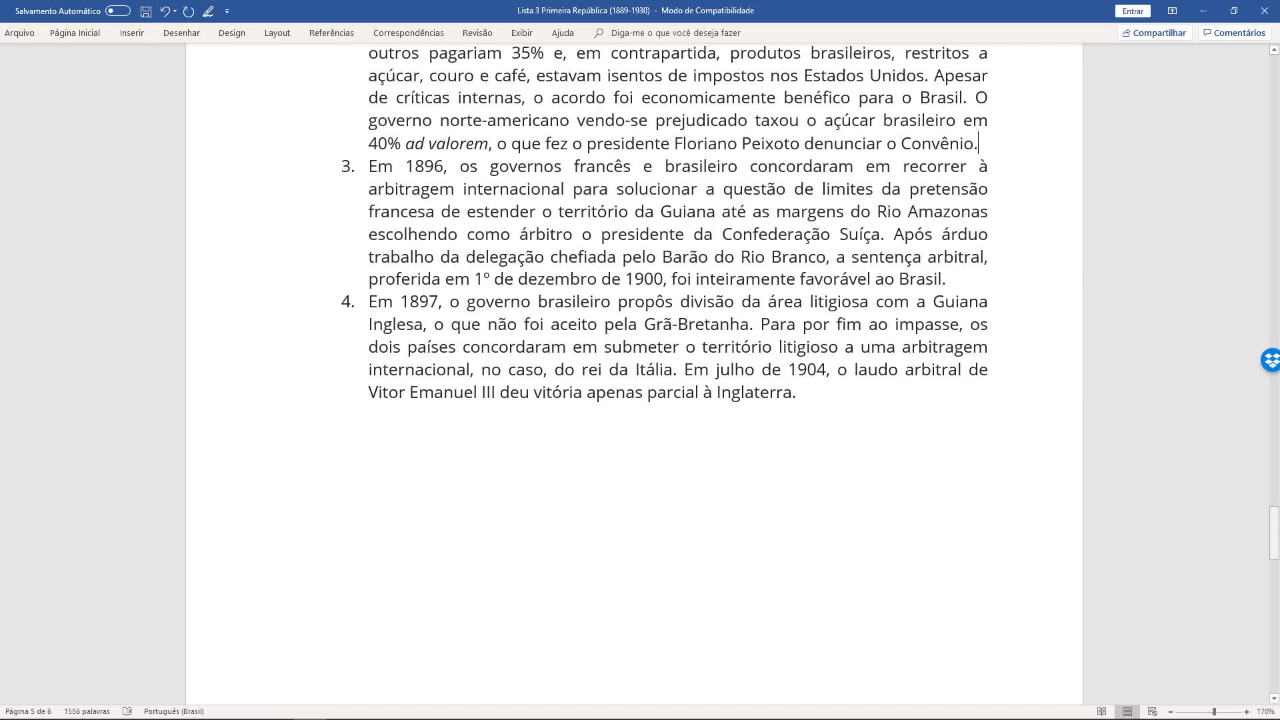 Salvamento Automático
Lista 3 Primeira República (1889-1930) – Modo de Compatibilidade
Entrar
Arquivo Página Inicial Inserir Desenhar Design Layout Referências Correspondências Revisão Exibir Ajuda Diga-me o que você deseja fazer Compartilhar Comentários
outros pagariam 35% e, em contrapartida, produtos brasileiros, restritos a
açúcar, couro e café, estavam isentos de impostos nos Estados Unidos. Apesar
de críticas internas, o acordo foi economicamente benéfico para o Brasil. O
governo norte-americano vendo-se prejudicado taxou o açúcar brasileiro em
40% ad valorem, o que fez o presidente Floriano Peixoto denunciar o Convênio.
3. Em 1896, os governos francês e brasileiro concordaram em recorrer à
arbitragem internacional para solucionar a questão de limites da pretensão
francesa de estender o território da Guiana até as margens do Rio Amazonas
escolhendo como árbitro o presidente da Confederação Suíça. Após árduo
trabalho da delegação chefiada pelo Barão do Rio Branco, a sentença arbitral,
proferida em 1º de dezembro de 1900, foi inteiramente favorável ao Brasil.
4. Em 1897, o governo brasileiro propôs divisão da área litigiosa com a Guiana
Inglesa, o que não foi aceito pela Grã-Bretanha. Para por fim ao impasse, os
dois países concordaram em submeter o território litigioso a uma arbitragem
internacional, no caso, do rei da Itália. Em julho de 1904, o laudo arbitral de
Vitor Emanuel III deu vitória apenas parcial à Inglaterra.
Página 5 de 6 1556 palavras Português (Brasil) 170%